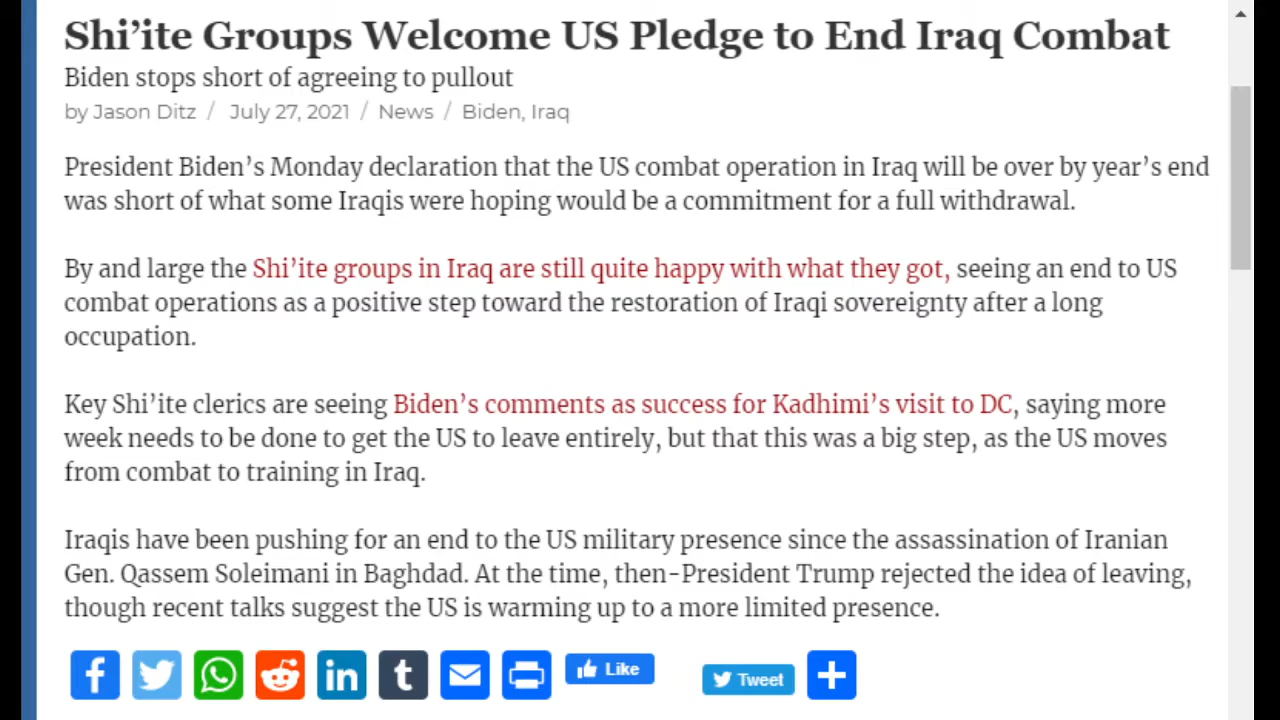 Shi’ite Groups Welcome US Pledge to End Iraq Combat
Biden stops short of agreeing to pullout
by Jason Ditz / July 27, 2021 / News / Biden, Iraq
President Biden’s Monday declaration that the US combat operation in Iraq will be over by year’s end
was short of what some Iraqis were hoping would be a commitment for a full withdrawal.
By and large the Shi’ite groups in Iraq are still quite happy with what they got, seeing an end to US
combat operations as a positive step toward the restoration of Iraqi sovereignty after a long
occupation.
Key Shi’ite clerics are seeing Biden’s comments as success for Kadhimi’s visit to DC, saying more
week needs to be done to get the US to leave entirely, but that this was a big step, as the US moves
from combat to training in Iraq.
Iraqis have been pushing for an end to the US military presence since the assassination of Iranian
Gen. Qassem Soleimani in Baghdad. At the time, then-President Trump rejected the idea of leaving,
though recent talks suggest the US is warming up to a more limited presence.
Like Tweet